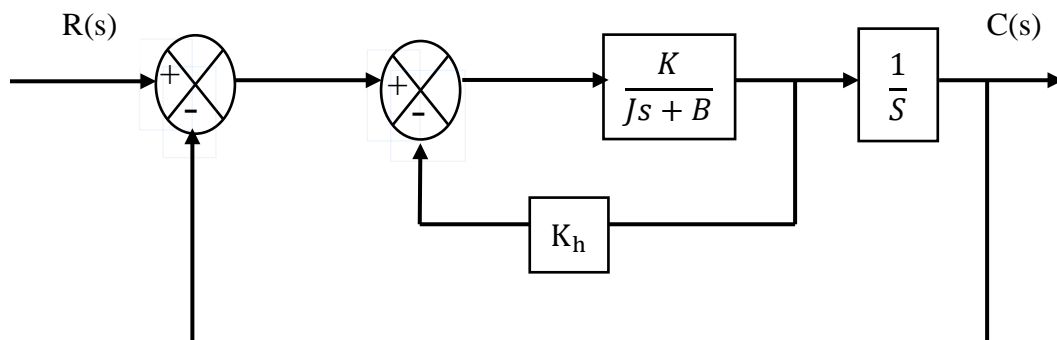 R(s)
C(s)
+
-
+
-
K
Js + B
1
S
K_h